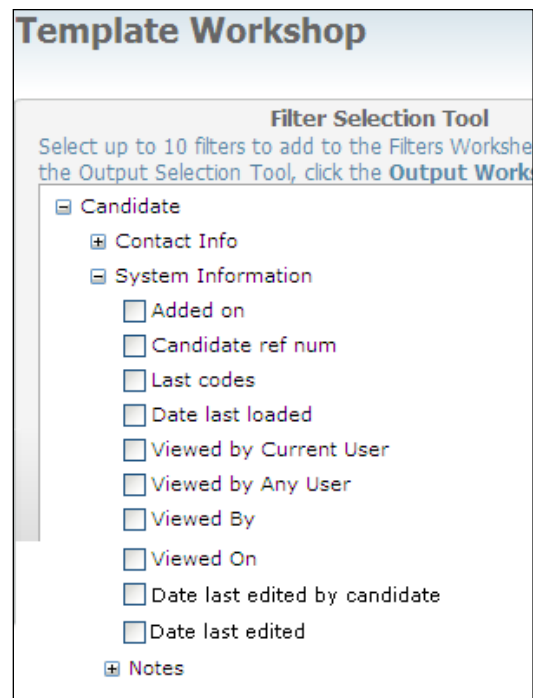 Template Workshop
Filter Selection Tool
Select up to 10 filters to add to the Filters Workshe
the Output Selection Tool, click the Output Works
Candidate
Contact Info
System Information
Added on
Candidate ref num
Last codes
Date last loaded
Viewed by Current User
Viewed by Any User
Viewed By
Viewed On
Date last edited by candidate
Date last edited
Notes